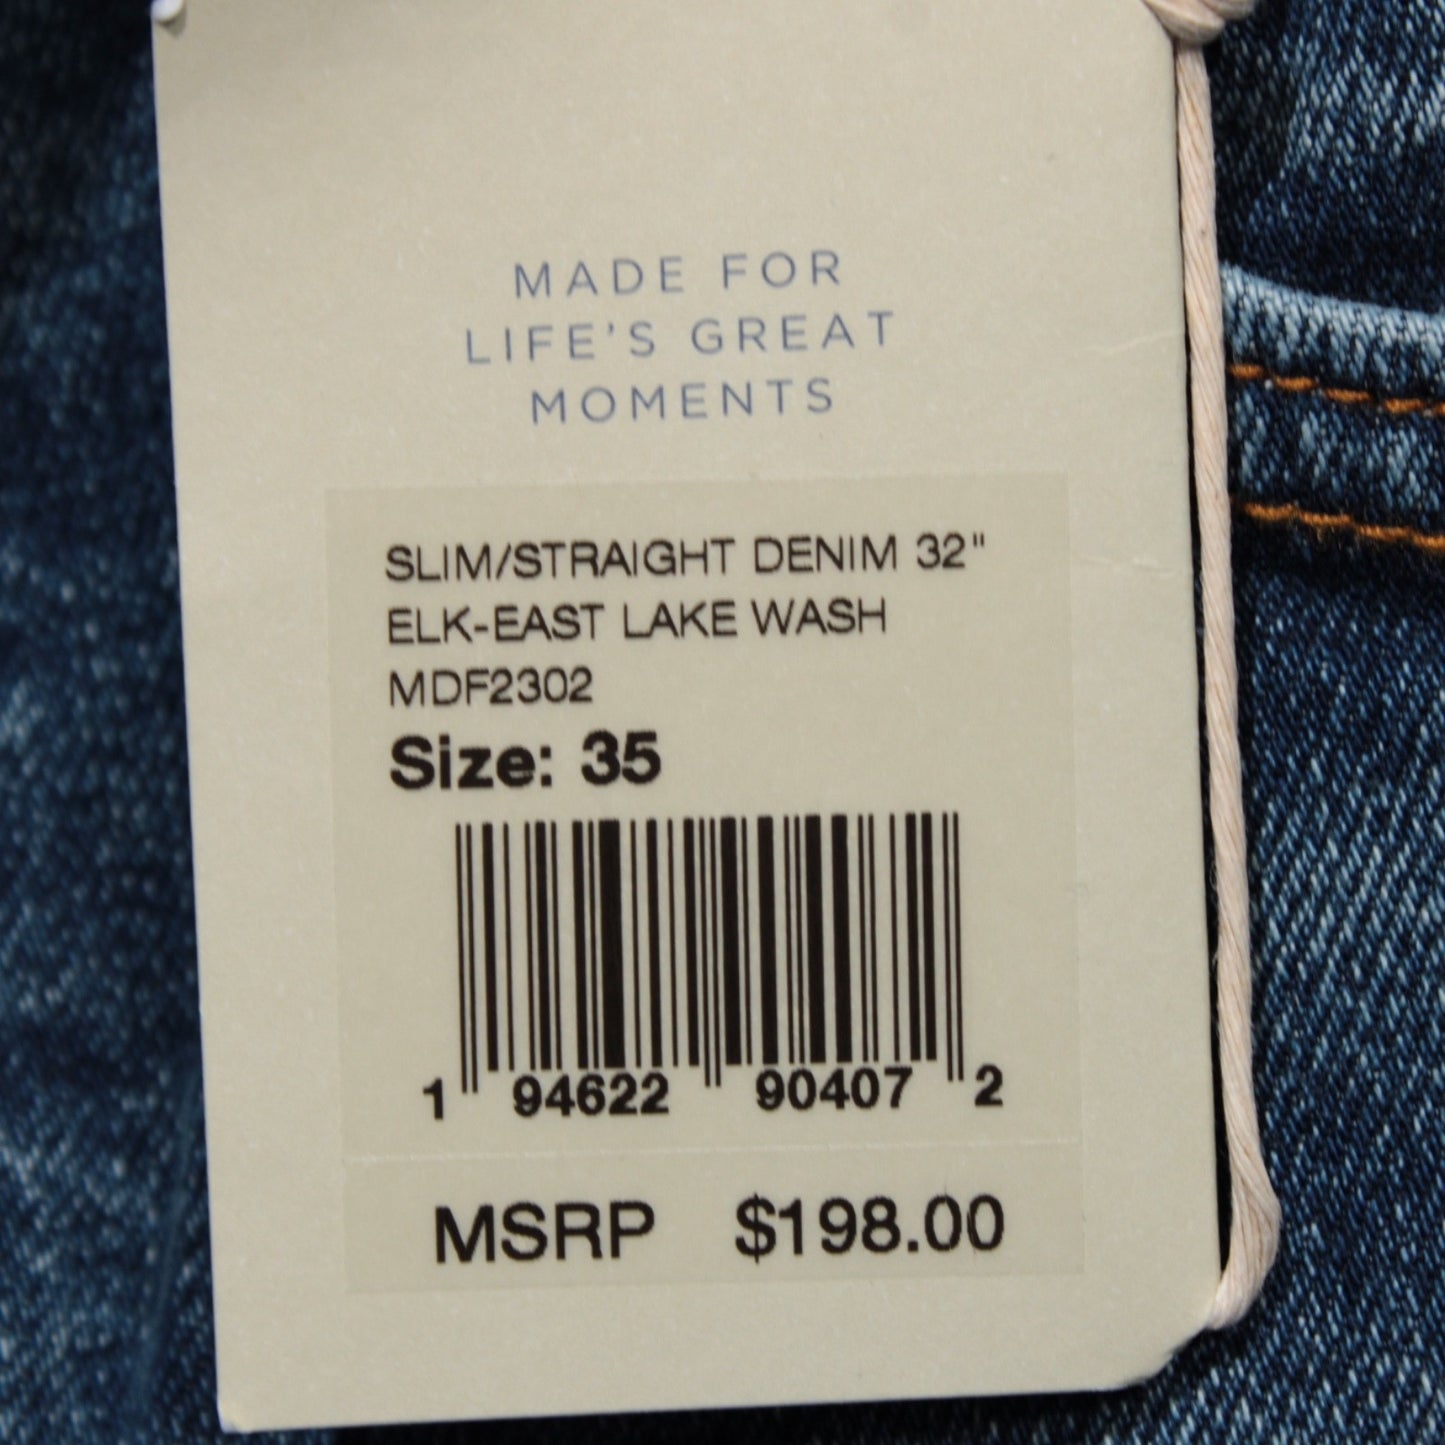 MADE FOR
LIFE'S GREAT
MOMENTS
SLIM/STRAIGHT DENIM 32"
ELK-EAST LAKE WASH
MDF2302
Size: 35
1 94622 90407 2
MSRP $198.00